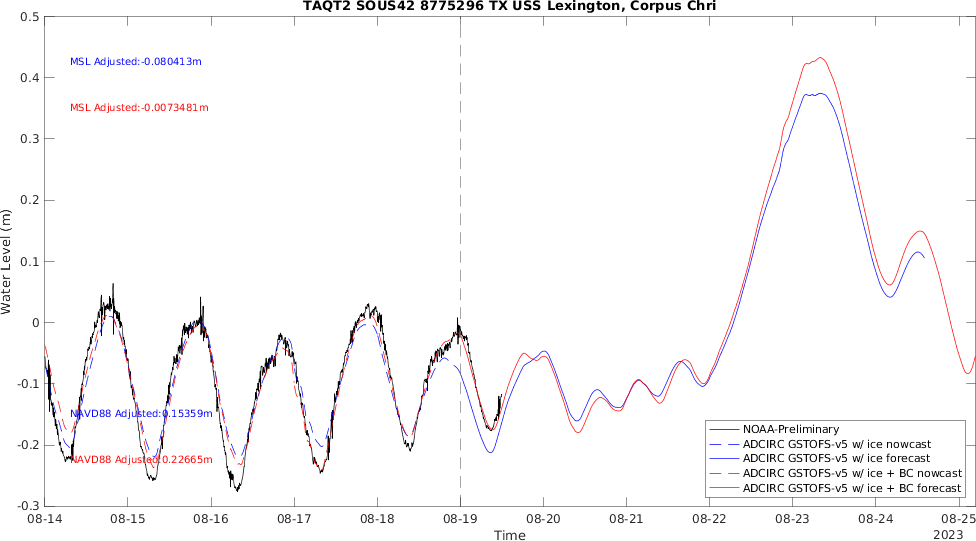 TAQT2 SOUS42 8775296 TX USS Lexington, Corpus Chri
0.5
0.4
0.3
0.2
0.1
0
-0.1
-0.2
-0.3
Water Level (m)
MSL Adjusted:-0.080413m
MSL Adjusted:-0.0073481m
NAVD88 Adjusted:0.15359m
NAVD88 Adjusted:0.22665m
NOAA-Preliminary
ADCIRC GSTOFS-v5 w/ ice nowcast
ADCIRC GSTOFS-v5 w/ ice forecast
ADCIRC GSTOFS-v5 w/ ice + BC nowcast
ADCIRC GSTOFS-v5 w/ ice + BC forecast
08-14 08-15 08-16 08-17 08-18 08-19 08-20 08-21 08-22 08-23 08-24 08-25
Time
2023